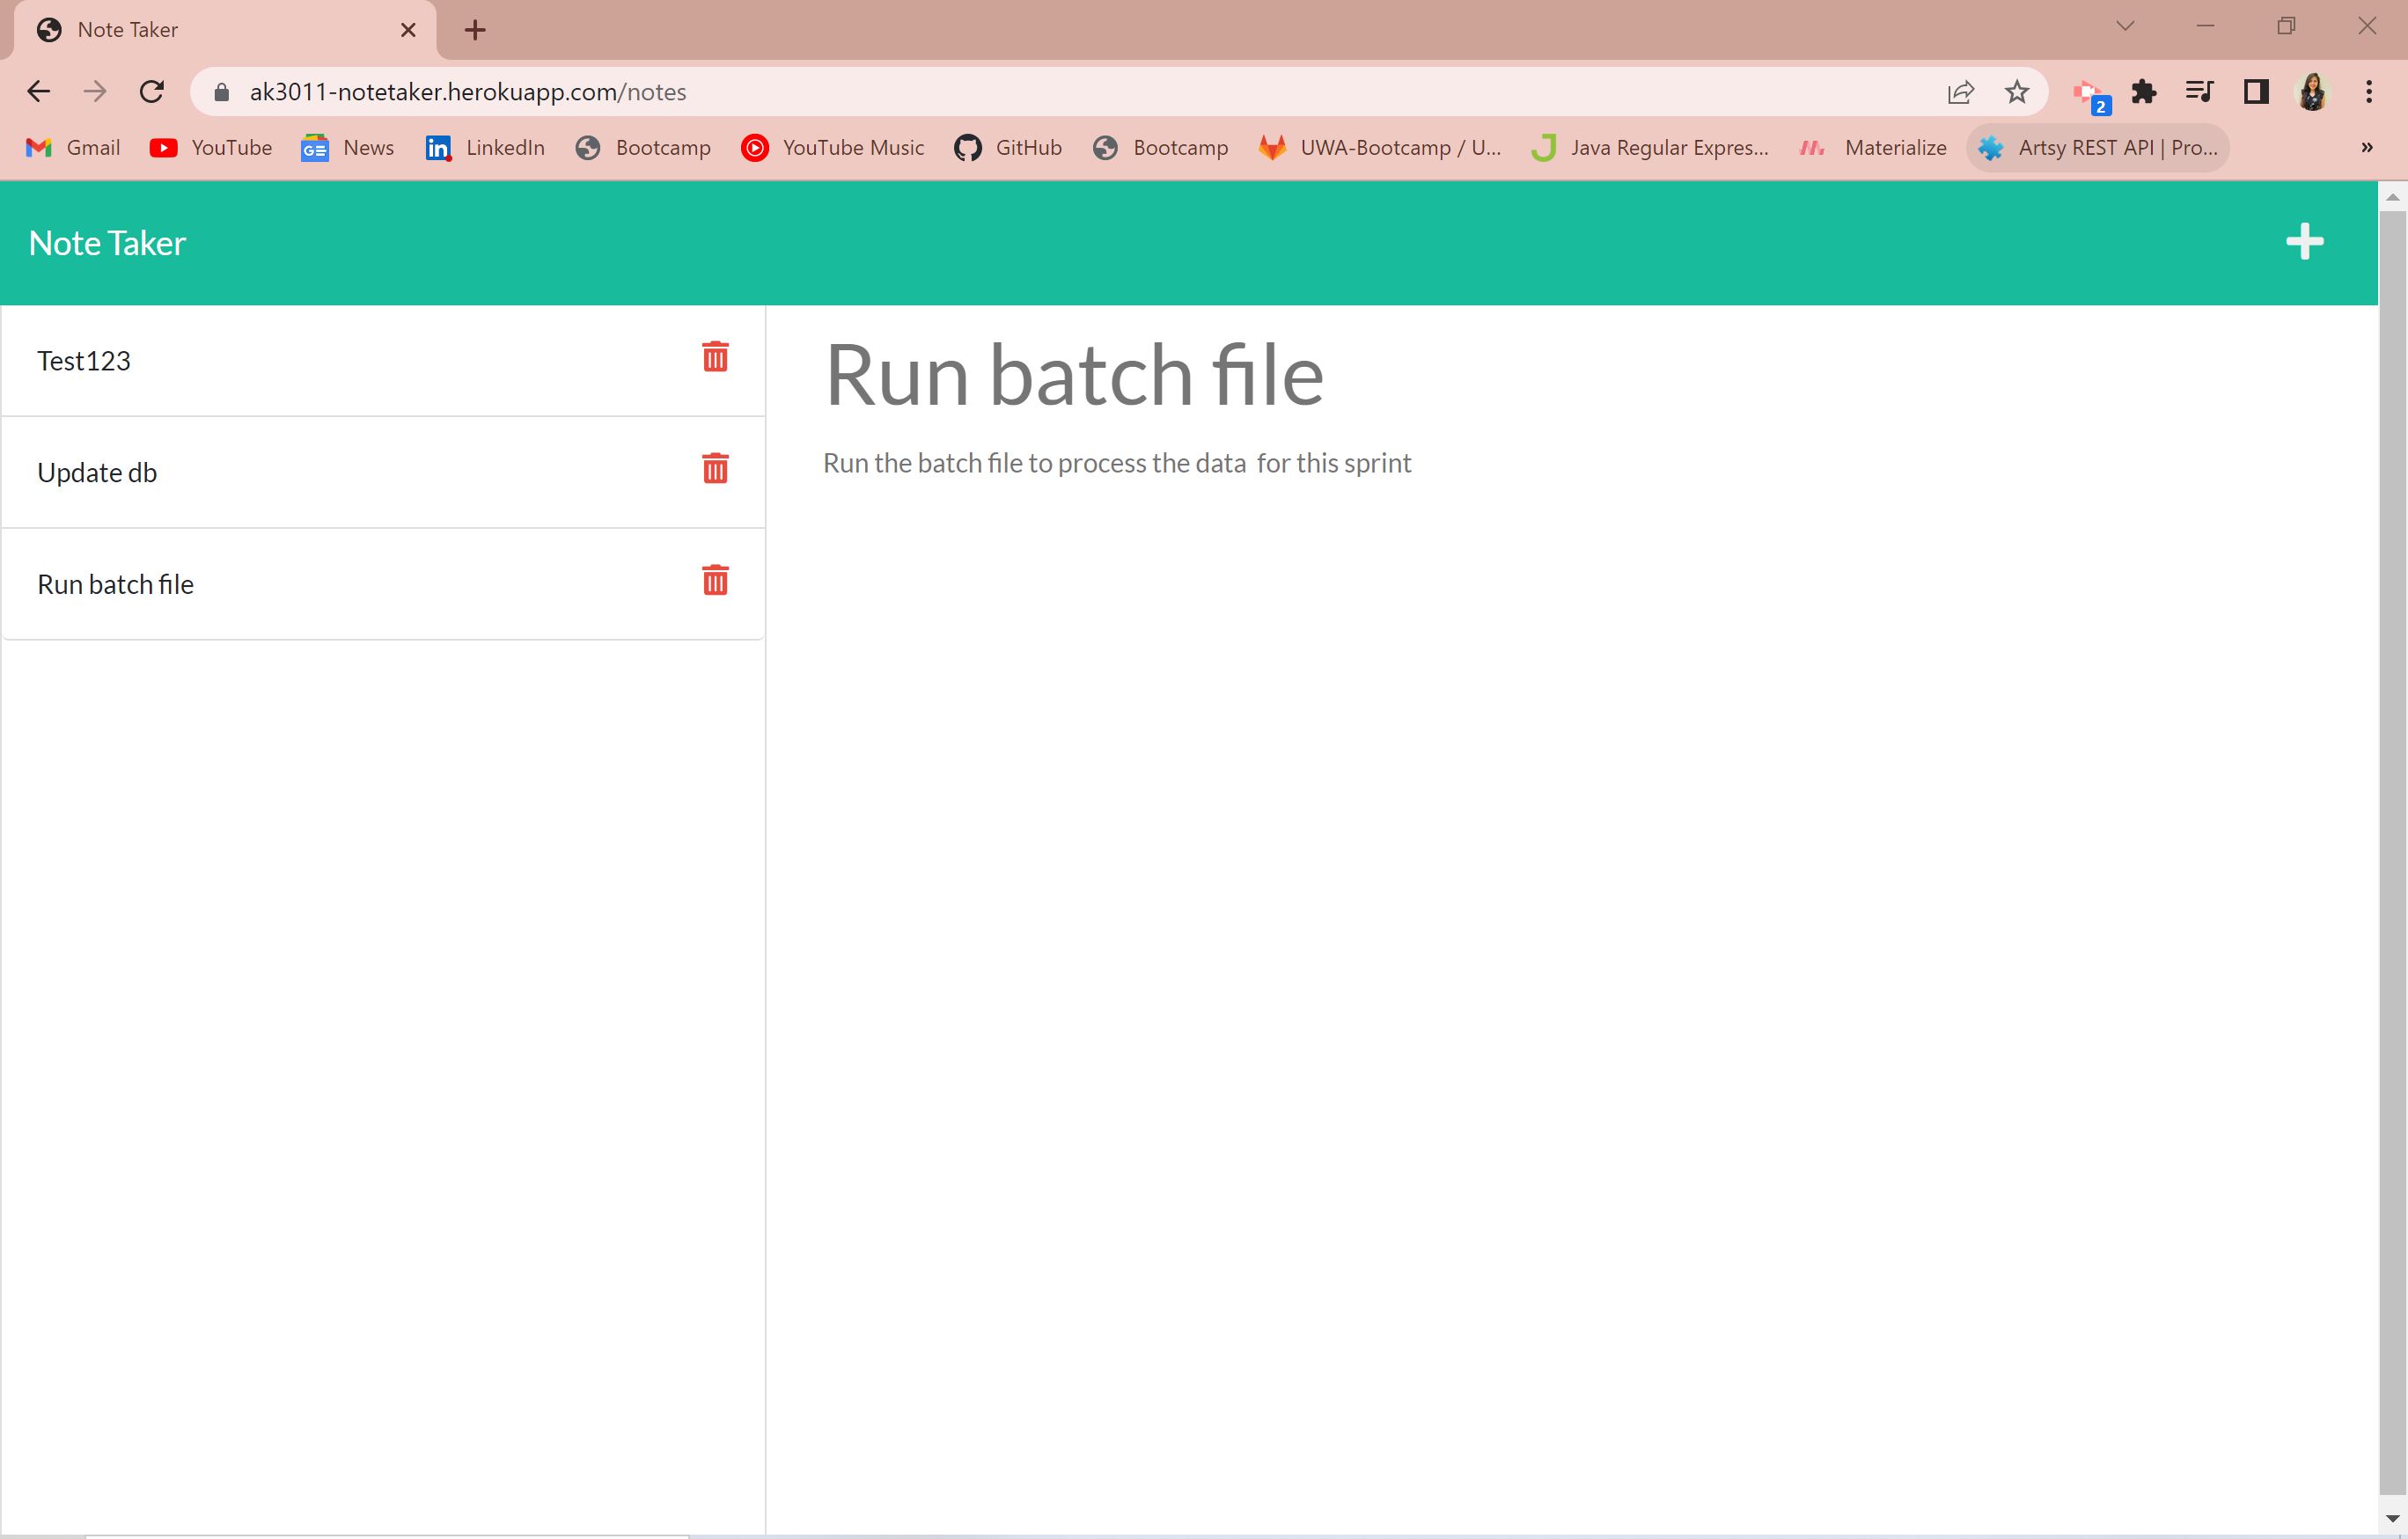 Note Taker
ak3011-notetaker.herokuapp.com/notes
2
Gmail YouTube News LinkedIn Bootcamp YouTube Music GitHub Bootcamp UWA-Bootcamp / U... Java Regular Expres... Materialize Artsy REST API | Pro... »
Note Taker
Test123
Update db
Run batch file
Run batch file
Run the batch file to process the data  for this sprint